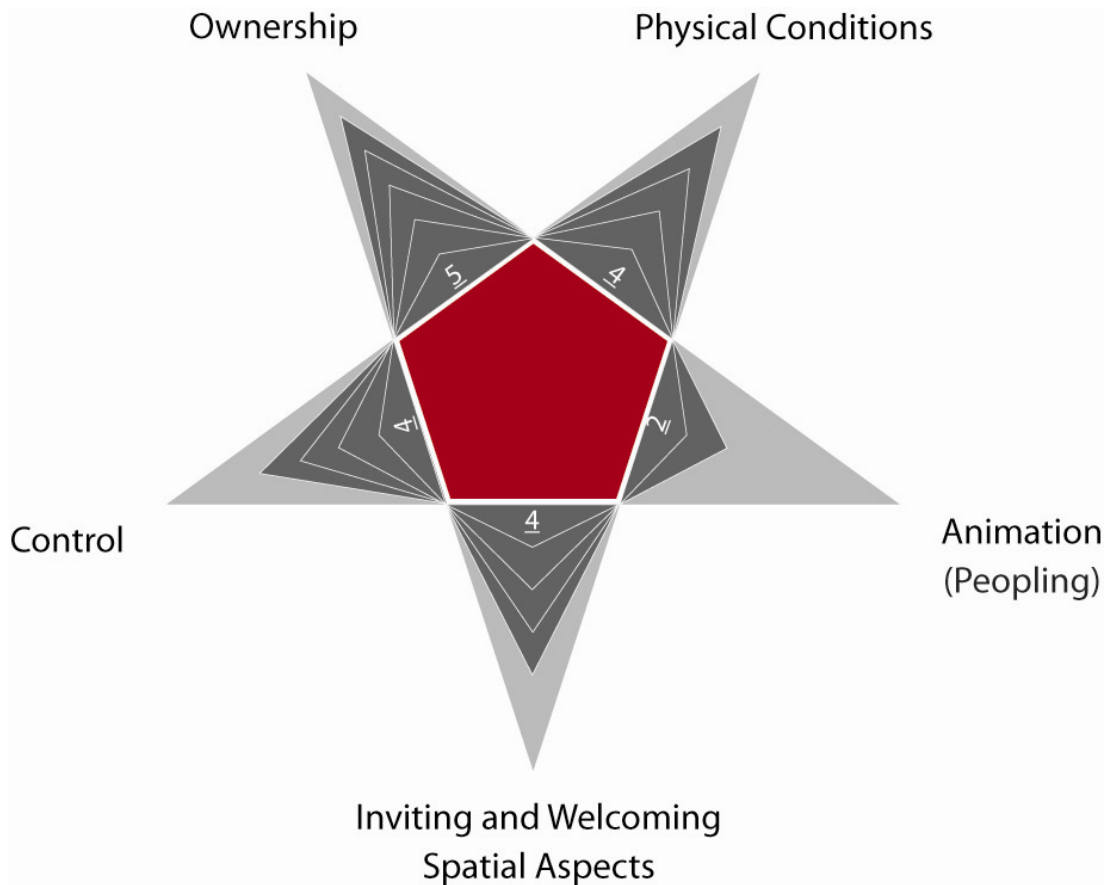 Ownership
Physical Conditions
5
4
4
2
4
Control
Animation
(Peopling)
Inviting and Welcoming
Spatial Aspects